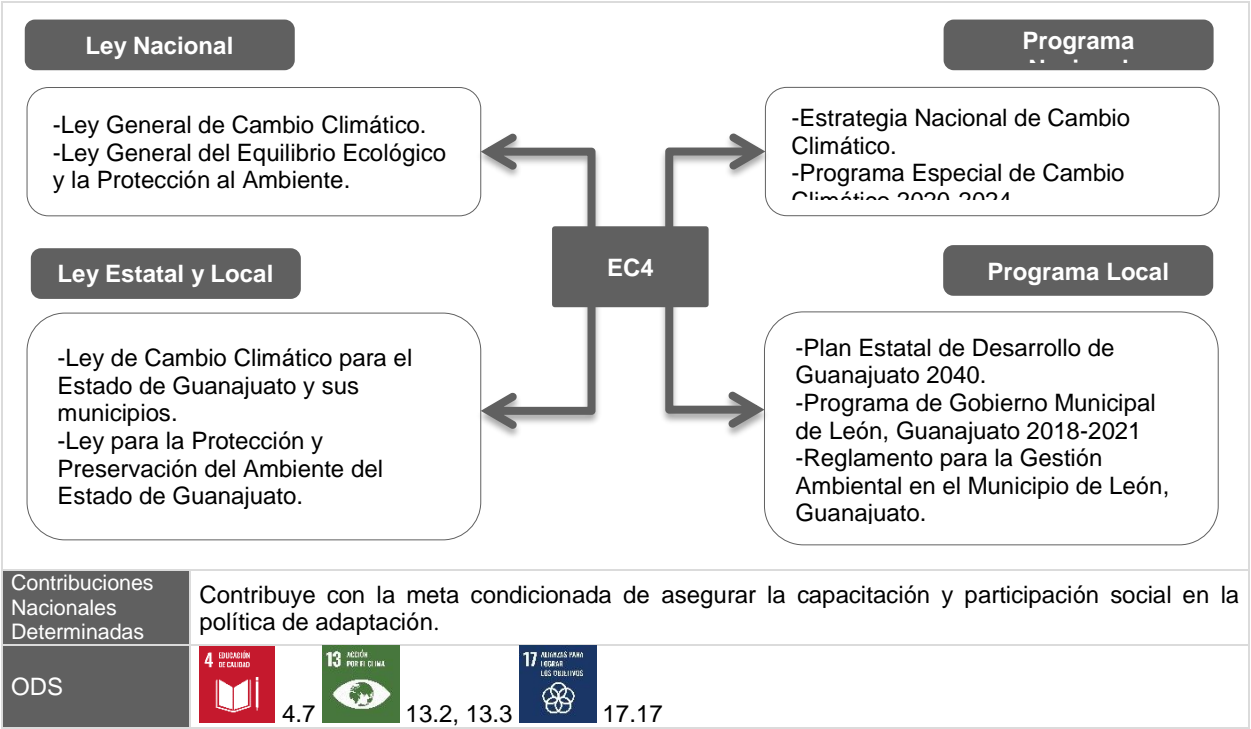 Ley Nacional
Programa
-Ley General de Cambio Climático.
-Ley General del Equilibrio Ecológico
y la Protección al Ambiente.
-Estrategia Nacional de Cambio
Climático.
-Programa Especial de Cambio
Climático 2020-2024
EC4
Ley Estatal y Local
Programa Local
-Ley de Cambio Climático para el
Estado de Guanajuato y sus
municipios.
-Ley para la Protección y
Preservación del Ambiente del
Estado de Guanajuato.
-Plan Estatal de Desarrollo de
Guanajuato 2040.
-Programa de Gobierno Municipal
de León, Guanajuato 2018-2021
-Reglamento para la Gestión
Ambiental en el Municipio de León,
Guanajuato.
Contribuciones
Nacionales
Determinadas
Contribuye con la meta condicionada de asegurar la capacitación y participación social en la
política de adaptación.
ODS
4 EDUCACIÓN
DE CALIDAD
4.7
13 ACCIÓN
POR EL CLIMA
13.2, 13.3
17 ALIANZAS PARA
LOGRAR
LOS OBJETIVOS
17.17